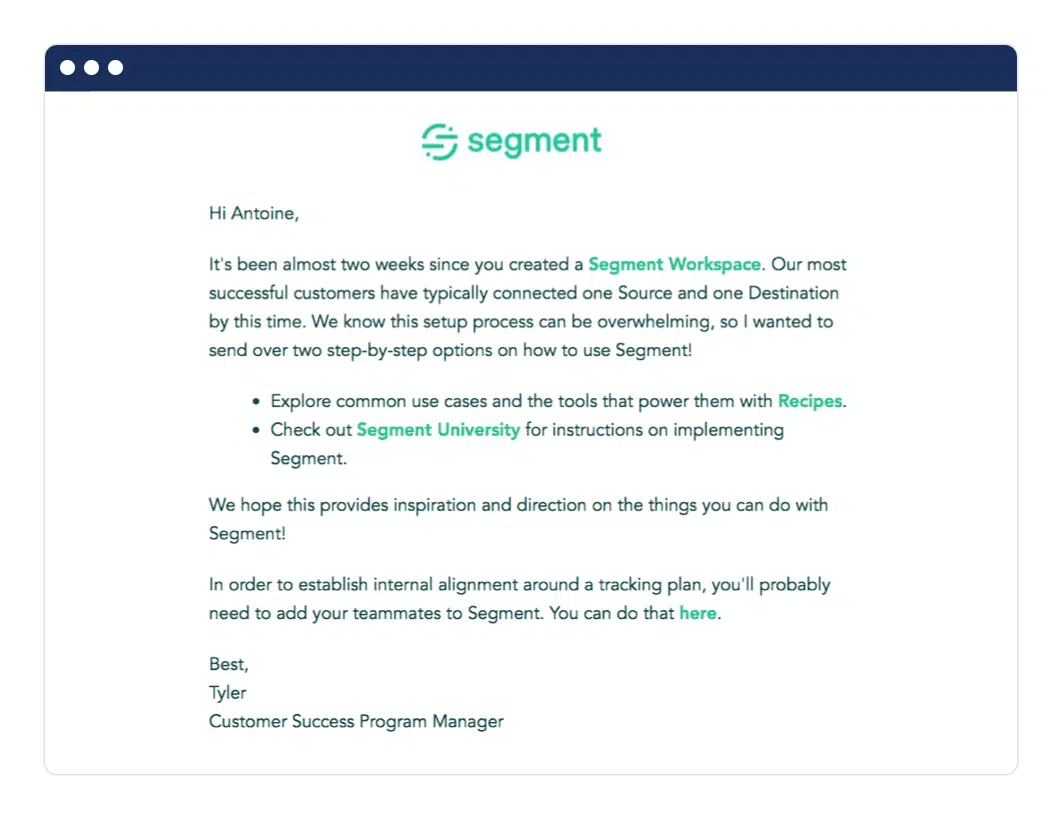 segment
Hi Antoine,
It's been almost two weeks since you created a Segment Workspace. Our most
successful customers have typically connected one Source and one Destination
by this time. We know this setup process can be overwhelming, so I wanted to
send over two step-by-step options on how to use Segment!
• Explore common use cases and the tools that power them with Recipes.
• Check out Segment University for instructions on implementing
Segment.
We hope this provides inspiration and direction on the things you can do with
Segment!
In order to establish internal alignment around a tracking plan, you'll probably
need to add your teammates to Segment. You can do that here.
Best,
Tyler
Customer Success Program Manager